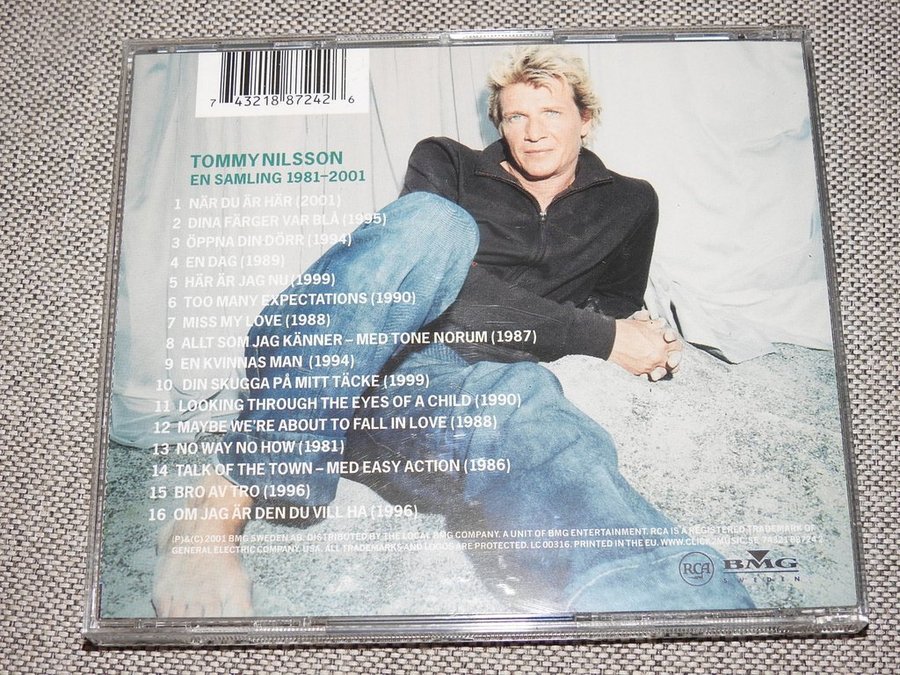 7 43218 87242 6
TOMMY NILSSON
EN SAMLING 1981–2001
1 NÄR DU ÄR HÄR (2001)
2 DINA FÄRGER VAR BLÅ (1995)
3 ÖPPNA DIN DÖRR (1994)
4 EN DAG (1989)
5 HÄR ÄR JAG NU (1999)
6 TOO MANY EXPECTATIONS (1990)
7 MISS MY LOVE (1988)
8 ALLT SOM JAG KÄNNER – MED TONE NORUM (1987)
9 EN KVINNAS MAN (1994)
10 DIN SKUGGA PÅ MITT TÄCKE (1999)
11 LOOKING THROUGH THE EYES OF A CHILD (1990)
12 MAYBE WE'RE ABOUT TO FALL IN LOVE (1988)
13 NO WAY NO HOW (1981)
14 TALK OF THE TOWN – MED EASY ACTION (1986)
15 BRO AV TRO (1996)
16 OM JAG ÄR DEN DU VILL HA (1996)
(P)&(C) 2001 BMG SWEDEN AB. DISTRIBUTED BY THE LOCAL BMG COMPANY. A UNIT OF BMG ENTERTAINMENT. RCA IS A REGISTERED TRADEMARK OF
GENERAL ELECTRIC COMPANY, USA. ALL TRADEMARKS AND LOGOS ARE PROTECTED. LC 00316. PRINTED IN THE EU. WWW.CLICK2MUSIC.SE 74321 88724 2
RCA
BMG
SWEDEN